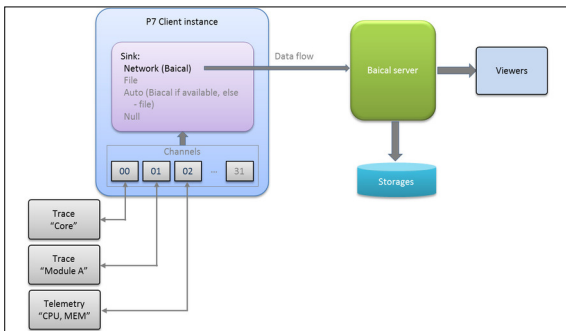 P7 Client instance
Sink:
Network (Baical)
File
Auto (Biacal if available, else
- file)
Null
Data flow
Baical server
Viewers
Channels
00 01 02 ... 31
Storages
Trace
"Core"
Trace
"Module A"
Telemetry
"CPU, MEM"